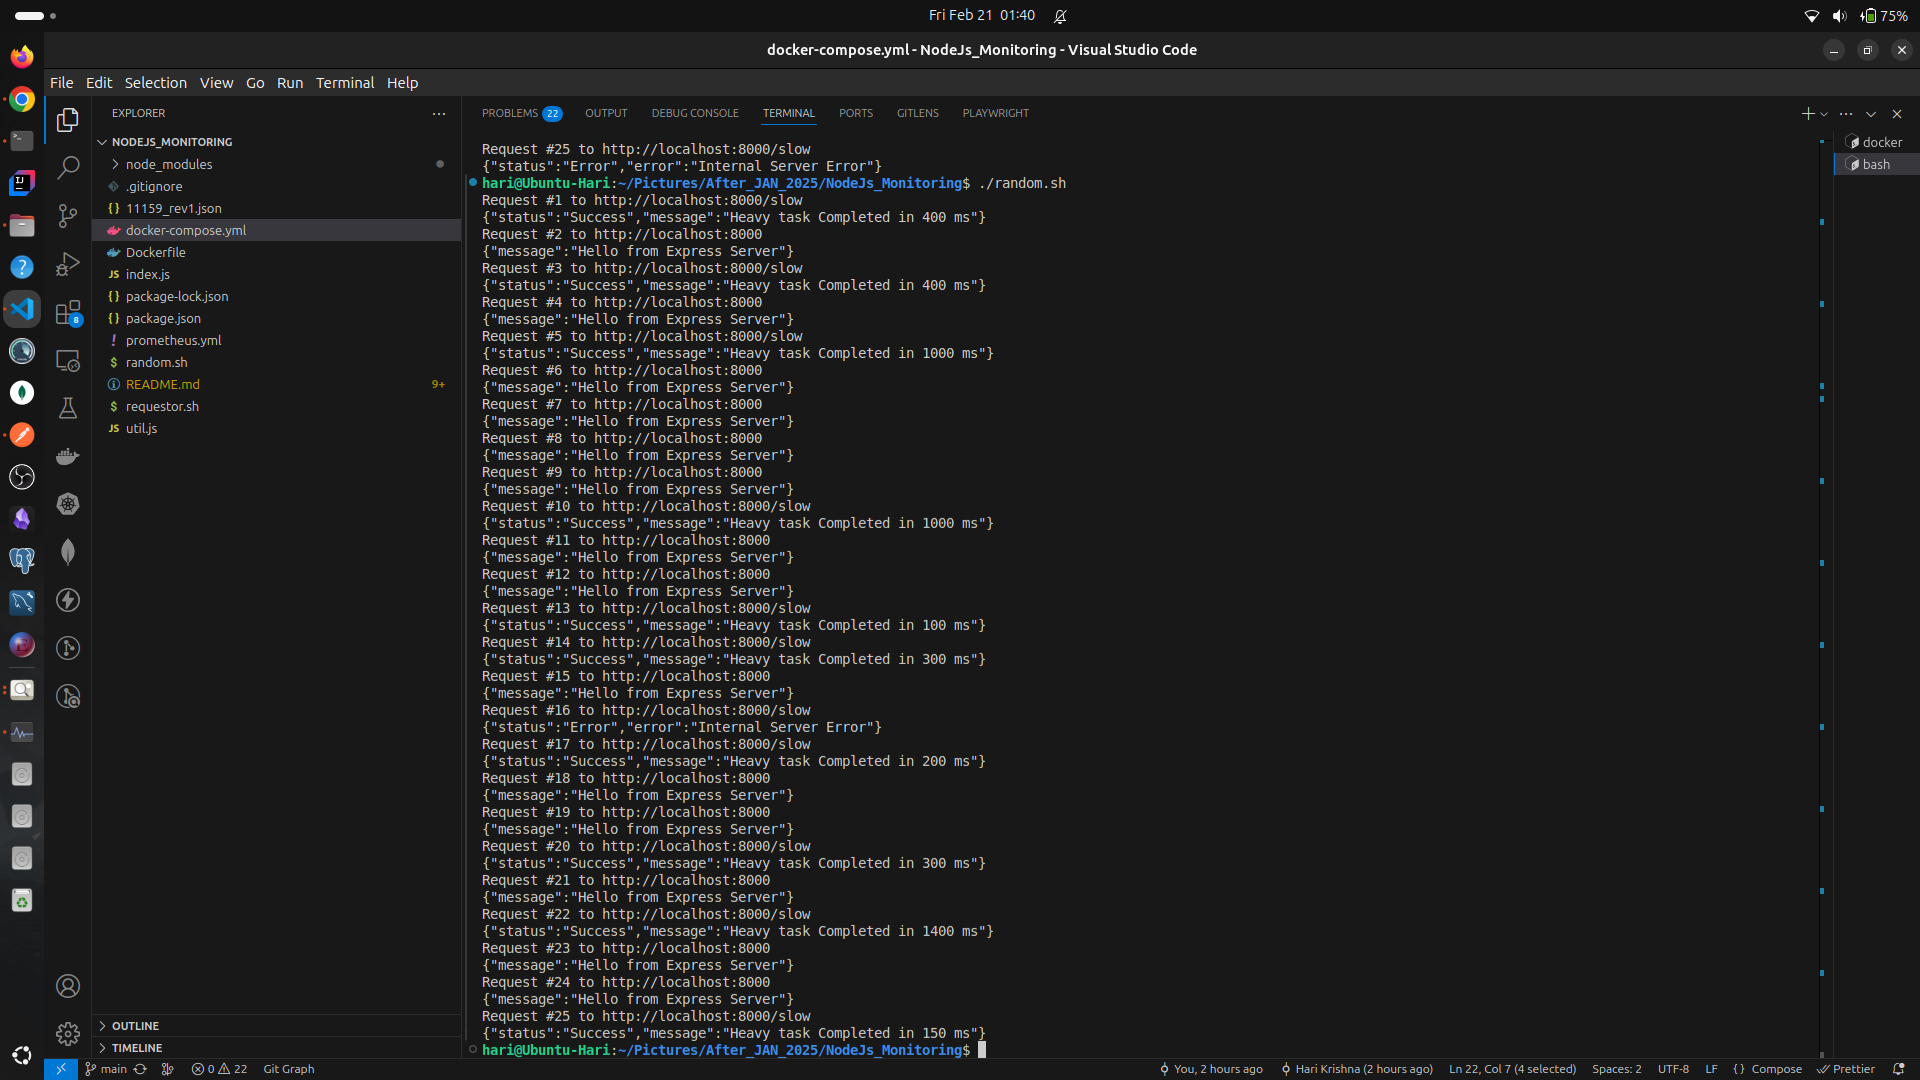 Fri Feb 21 01:40
75%
docker-compose.yml - NodeJs_Monitoring - Visual Studio Code
File Edit Selection View Go Run Terminal Help
EXPLORER
NODEJS_MONITORING
node_modules
.gitignore
{} 11159_rev1.json
docker-compose.yml
Dockerfile
JS index.js
{} package-lock.json
{} package.json
! prometheus.yml
$ random.sh
README.md 9+
$ requestor.sh
JS util.js
OUTLINE
TIMELINE
8
PROBLEMS 22 OUTPUT DEBUG CONSOLE TERMINAL PORTS GITLENS PLAYWRIGHT
docker
bash
Request #25 to http://localhost:8000/slow
{"status":"Error","error":"Internal Server Error"}
hari@Ubuntu-Hari:~/Pictures/After_JAN_2025/NodeJs_Monitoring$ ./random.sh
Request #1 to http://localhost:8000/slow
{"status":"Success","message":"Heavy task Completed in 400 ms"}
Request #2 to http://localhost:8000
{"message":"Hello from Express Server"}
Request #3 to http://localhost:8000/slow
{"status":"Success","message":"Heavy task Completed in 400 ms"}
Request #4 to http://localhost:8000
{"message":"Hello from Express Server"}
Request #5 to http://localhost:8000/slow
{"status":"Success","message":"Heavy task Completed in 1000 ms"}
Request #6 to http://localhost:8000
{"message":"Hello from Express Server"}
Request #7 to http://localhost:8000
{"message":"Hello from Express Server"}
Request #8 to http://localhost:8000
{"message":"Hello from Express Server"}
Request #9 to http://localhost:8000
{"message":"Hello from Express Server"}
Request #10 to http://localhost:8000/slow
{"status":"Success","message":"Heavy task Completed in 1000 ms"}
Request #11 to http://localhost:8000
{"message":"Hello from Express Server"}
Request #12 to http://localhost:8000
{"message":"Hello from Express Server"}
Request #13 to http://localhost:8000/slow
{"status":"Success","message":"Heavy task Completed in 100 ms"}
Request #14 to http://localhost:8000/slow
{"status":"Success","message":"Heavy task Completed in 300 ms"}
Request #15 to http://localhost:8000
{"message":"Hello from Express Server"}
Request #16 to http://localhost:8000/slow
{"status":"Error","error":"Internal Server Error"}
Request #17 to http://localhost:8000/slow
{"status":"Success","message":"Heavy task Completed in 200 ms"}
Request #18 to http://localhost:8000
{"message":"Hello from Express Server"}
Request #19 to http://localhost:8000
{"message":"Hello from Express Server"}
Request #20 to http://localhost:8000/slow
{"status":"Success","message":"Heavy task Completed in 300 ms"}
Request #21 to http://localhost:8000
{"message":"Hello from Express Server"}
Request #22 to http://localhost:8000/slow
{"status":"Success","message":"Heavy task Completed in 1400 ms"}
Request #23 to http://localhost:8000
{"message":"Hello from Express Server"}
Request #24 to http://localhost:8000
{"message":"Hello from Express Server"}
Request #25 to http://localhost:8000/slow
{"status":"Success","message":"Heavy task Completed in 150 ms"}
hari@Ubuntu-Hari:~/Pictures/After_JAN_2025/NodeJs_Monitoring$
main 0 22 Git Graph You, 2 hours ago Hari Krishna (2 hours ago) Ln 22, Col 7 (4 selected) Spaces: 2 UTF-8 LF {} Compose Prettier